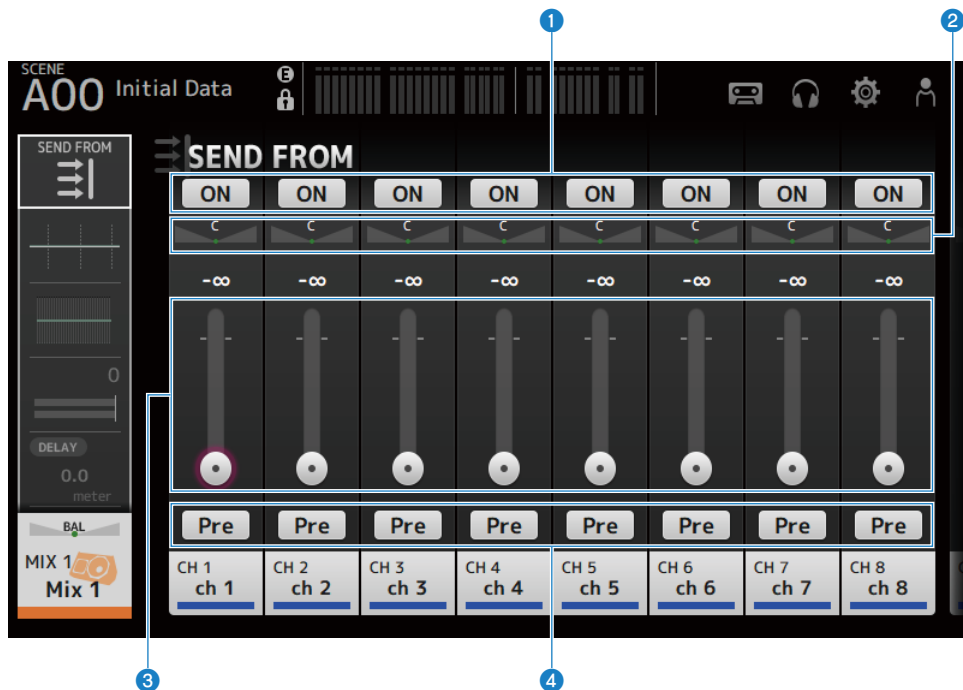 1 2
SCENE
A00 Initial Data E
SEND FROM
SEND FROM
ON ON ON ON ON ON ON ON
C C C C C C C C
-∞ -∞ -∞ -∞ -∞ -∞ -∞ -∞
0
3
DELAY
0.0
meter
Pre Pre Pre Pre Pre Pre Pre Pre
BAL
MIX 1
Mix 1
CH 1 CH 2 CH 3 CH 4 CH 5 CH 6 CH 7 CH 8
ch 1 ch 2 ch 3 ch 4 ch 5 ch 6 ch 7 ch 8
4